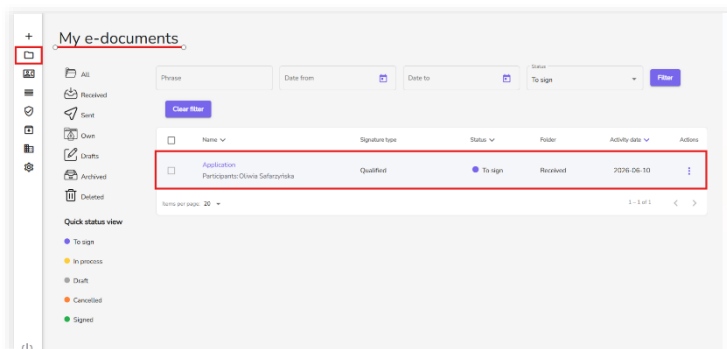 My e-documents
All
Received
Sent
Own
Drafts
Archived
Deleted
Quick status view
To sign
In process
Draft
Cancelled
Signed
Phrase
Date from
Date to
Status
To sign
Filter
Clear filter
Name Signature type Status Folder Activity date Actions
Application
Participants: Oliwia Safarzyńska
Qualified To sign Received 2026-06-10
Items per page: 20
1 – 1 of 1